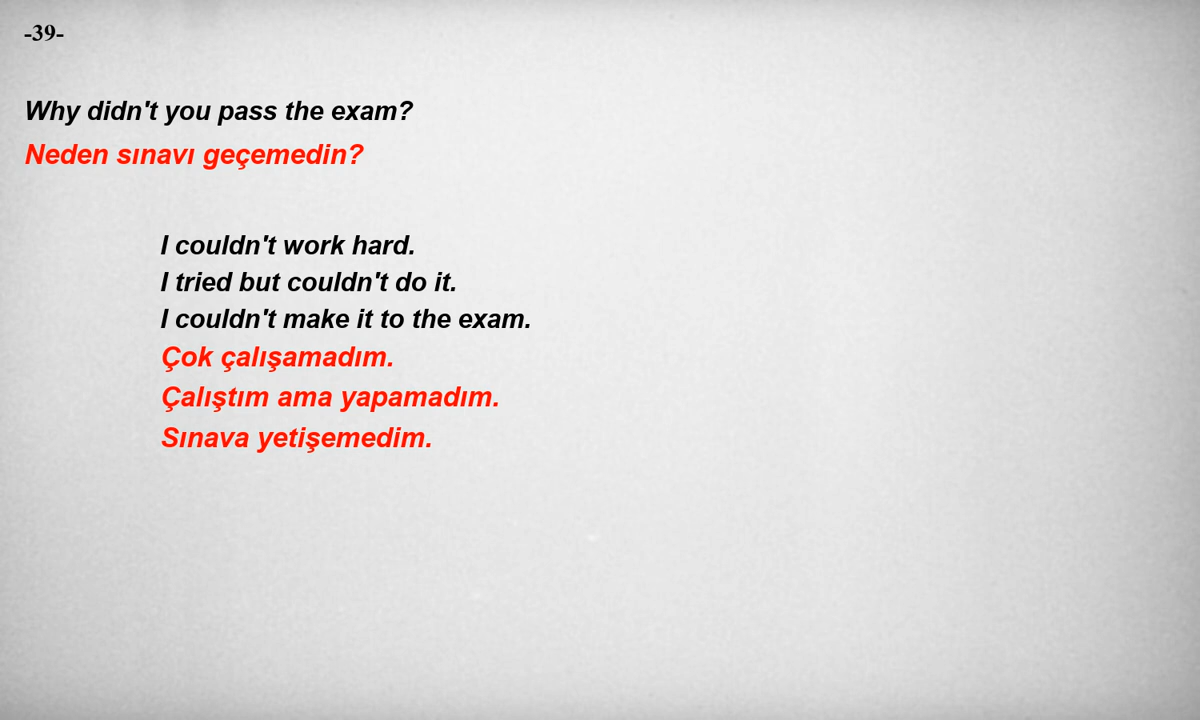 -39-
Why didn't you pass the exam?
Neden sınavı geçemedin?
I couldn't work hard.
I tried but couldn't do it.
I couldn't make it to the exam.
Çok çalışamadım.
Çalıştım ama yapamadım.
Sınava yetişemedim.